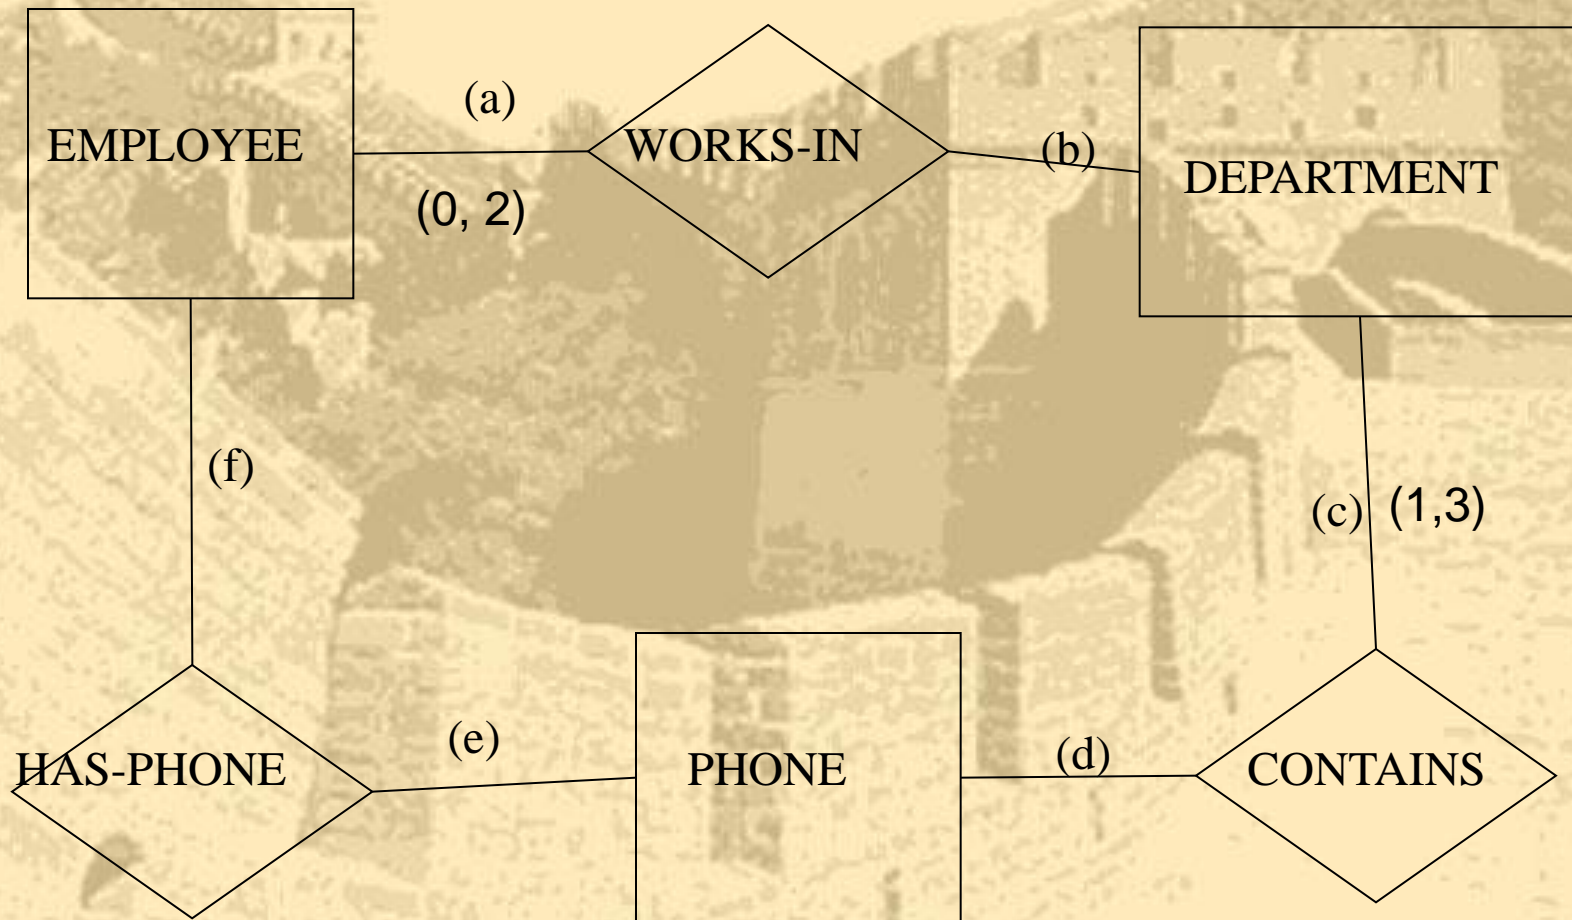 (a)
EMPLOYEE
WORKS-IN
(b)
DEPARTMENT
(0, 2)
(f)
(c)
(1,3)
(e)
(d)
HAS-PHONE
PHONE
CONTAINS